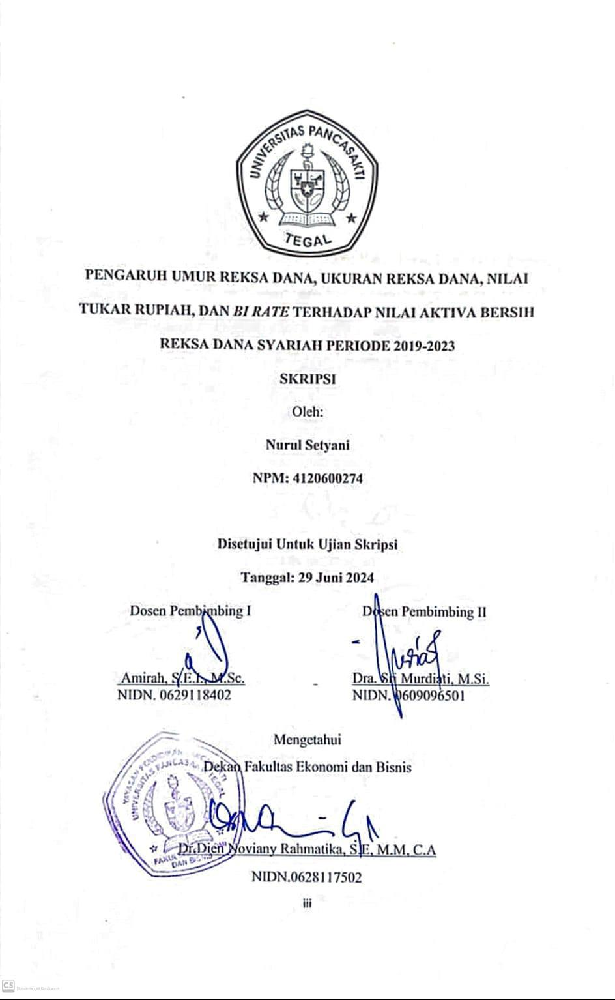 UNIVERSITAS PANCASAKTI
TEGAL
PENGARUH UMUR REKSA DANA, UKURAN REKSA DANA, NILAI
TUKAR RUPIAH, DAN BI RATE TERHADAP NILAI AKTIVA BERSIH
REKSA DANA SYARIAH PERIODE 2019-2023
SKRIPSI
Oleh:
Nurul Setyani
NPM: 4120600274
Disetujui Untuk Ujian Skripsi
Tanggal: 29 Juni 2024
Dosen Pembimbing I
Dosen Pembimbing II
Amirah, S.E.I., M.Sc.
Dra. Sri Murdiati, M.Si.
NIDN. 0629118402
NIDN. 0609096501
Mengetahui
Dekan Fakultas Ekonomi dan Bisnis
YAYASAN PENDIDIKAN
UNIVERSITAS PANCASAKTI TEGAL
DAN BISNIS
Dr.Dien Noviany Rahmatika, S.E, M.M, C.A
NIDN.0628117502
iii
CS